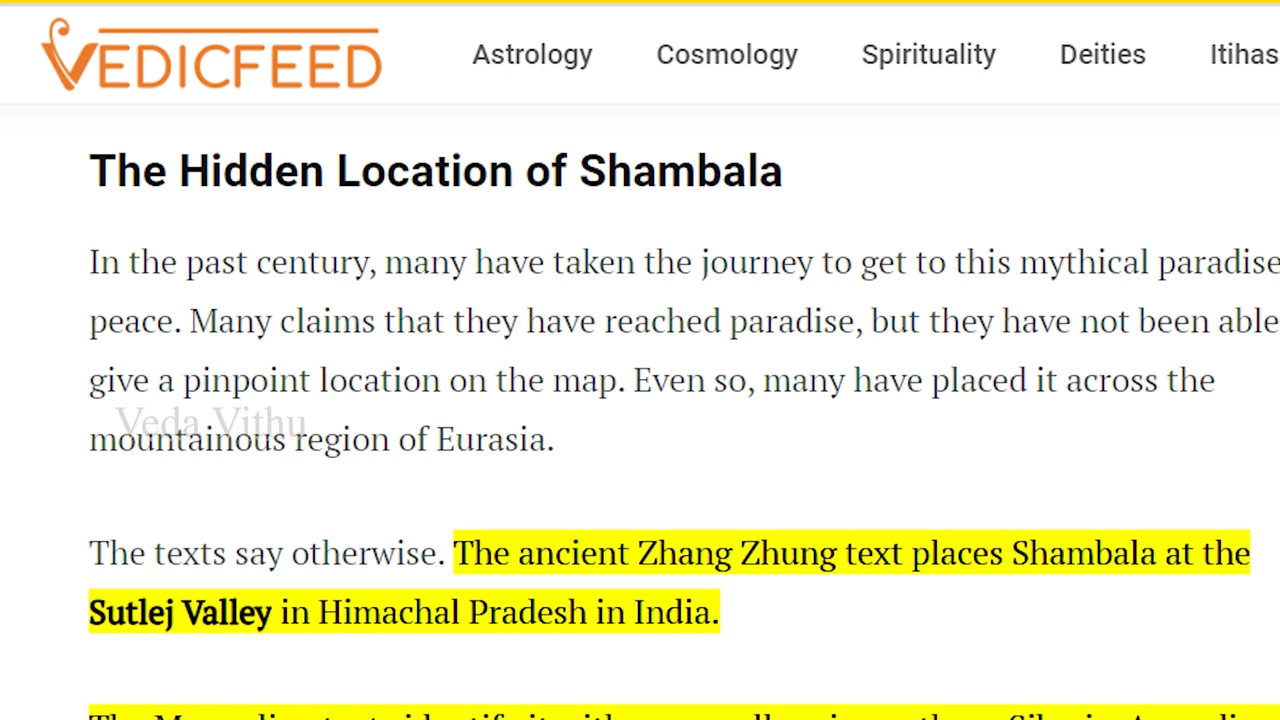 VEDICFEED
Astrology Cosmology Spirituality Deities Itihas
The Hidden Location of Shambala
In the past century, many have taken the journey to get to this mythical paradise
peace. Many claims that they have reached paradise, but they have not been able
give a pinpoint location on the map. Even so, many have placed it across the
Veda Vithu
mountainous region of Eurasia.
The texts say otherwise. The ancient Zhang Zhung text places Shambala at the
Sutlej Valley in Himachal Pradesh in India.